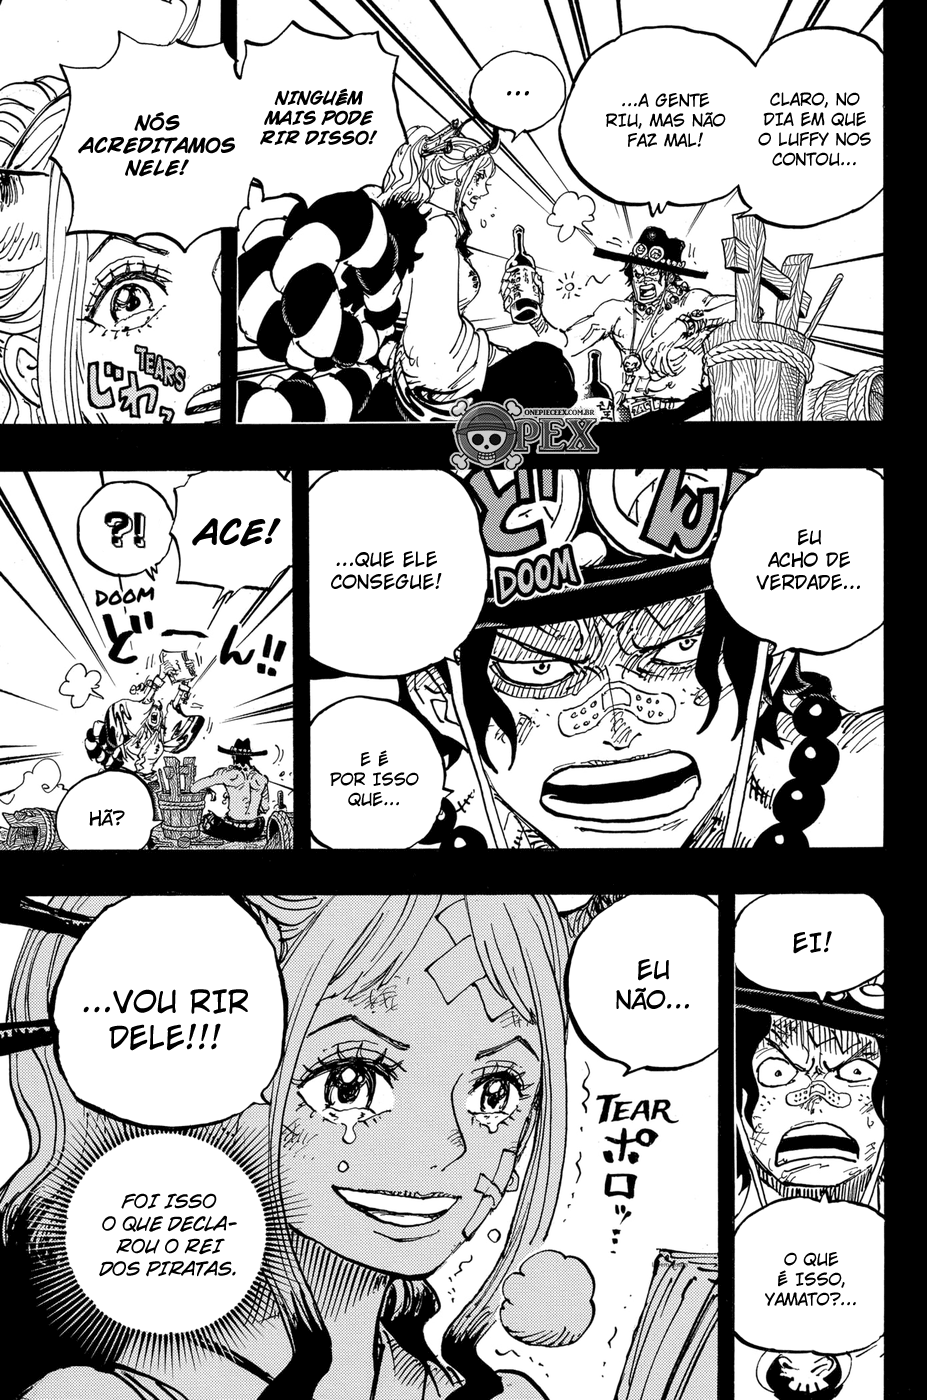 CLARO, NO
DIA EM QUE
O LUFFY NOS
CONTOU...
...A GENTE
RIU, MAS NÃO
FAZ MAL!
...
NINGUÉM
MAIS PODE
RIR DISSO!
NÓS
ACREDITAMOS
NELE!
TEARS
じわっ
ONEPIECEEX.COM.BR
OPEX
EU
ACHO DE
VERDADE...
...QUE ELE
CONSEGUE!
どん
DOOM
E É
POR ISSO
QUE...
ACE!
?!
DOOM
どーん!!
HÃ?
EI!
O QUE
É ISSO,
YAMATO?...
EU
NÃO...
...VOU RIR
DELE!!!
TEAR
ポロッ...
FOI ISSO
O QUE DECLA-
ROU O REI
DOS PIRATAS.